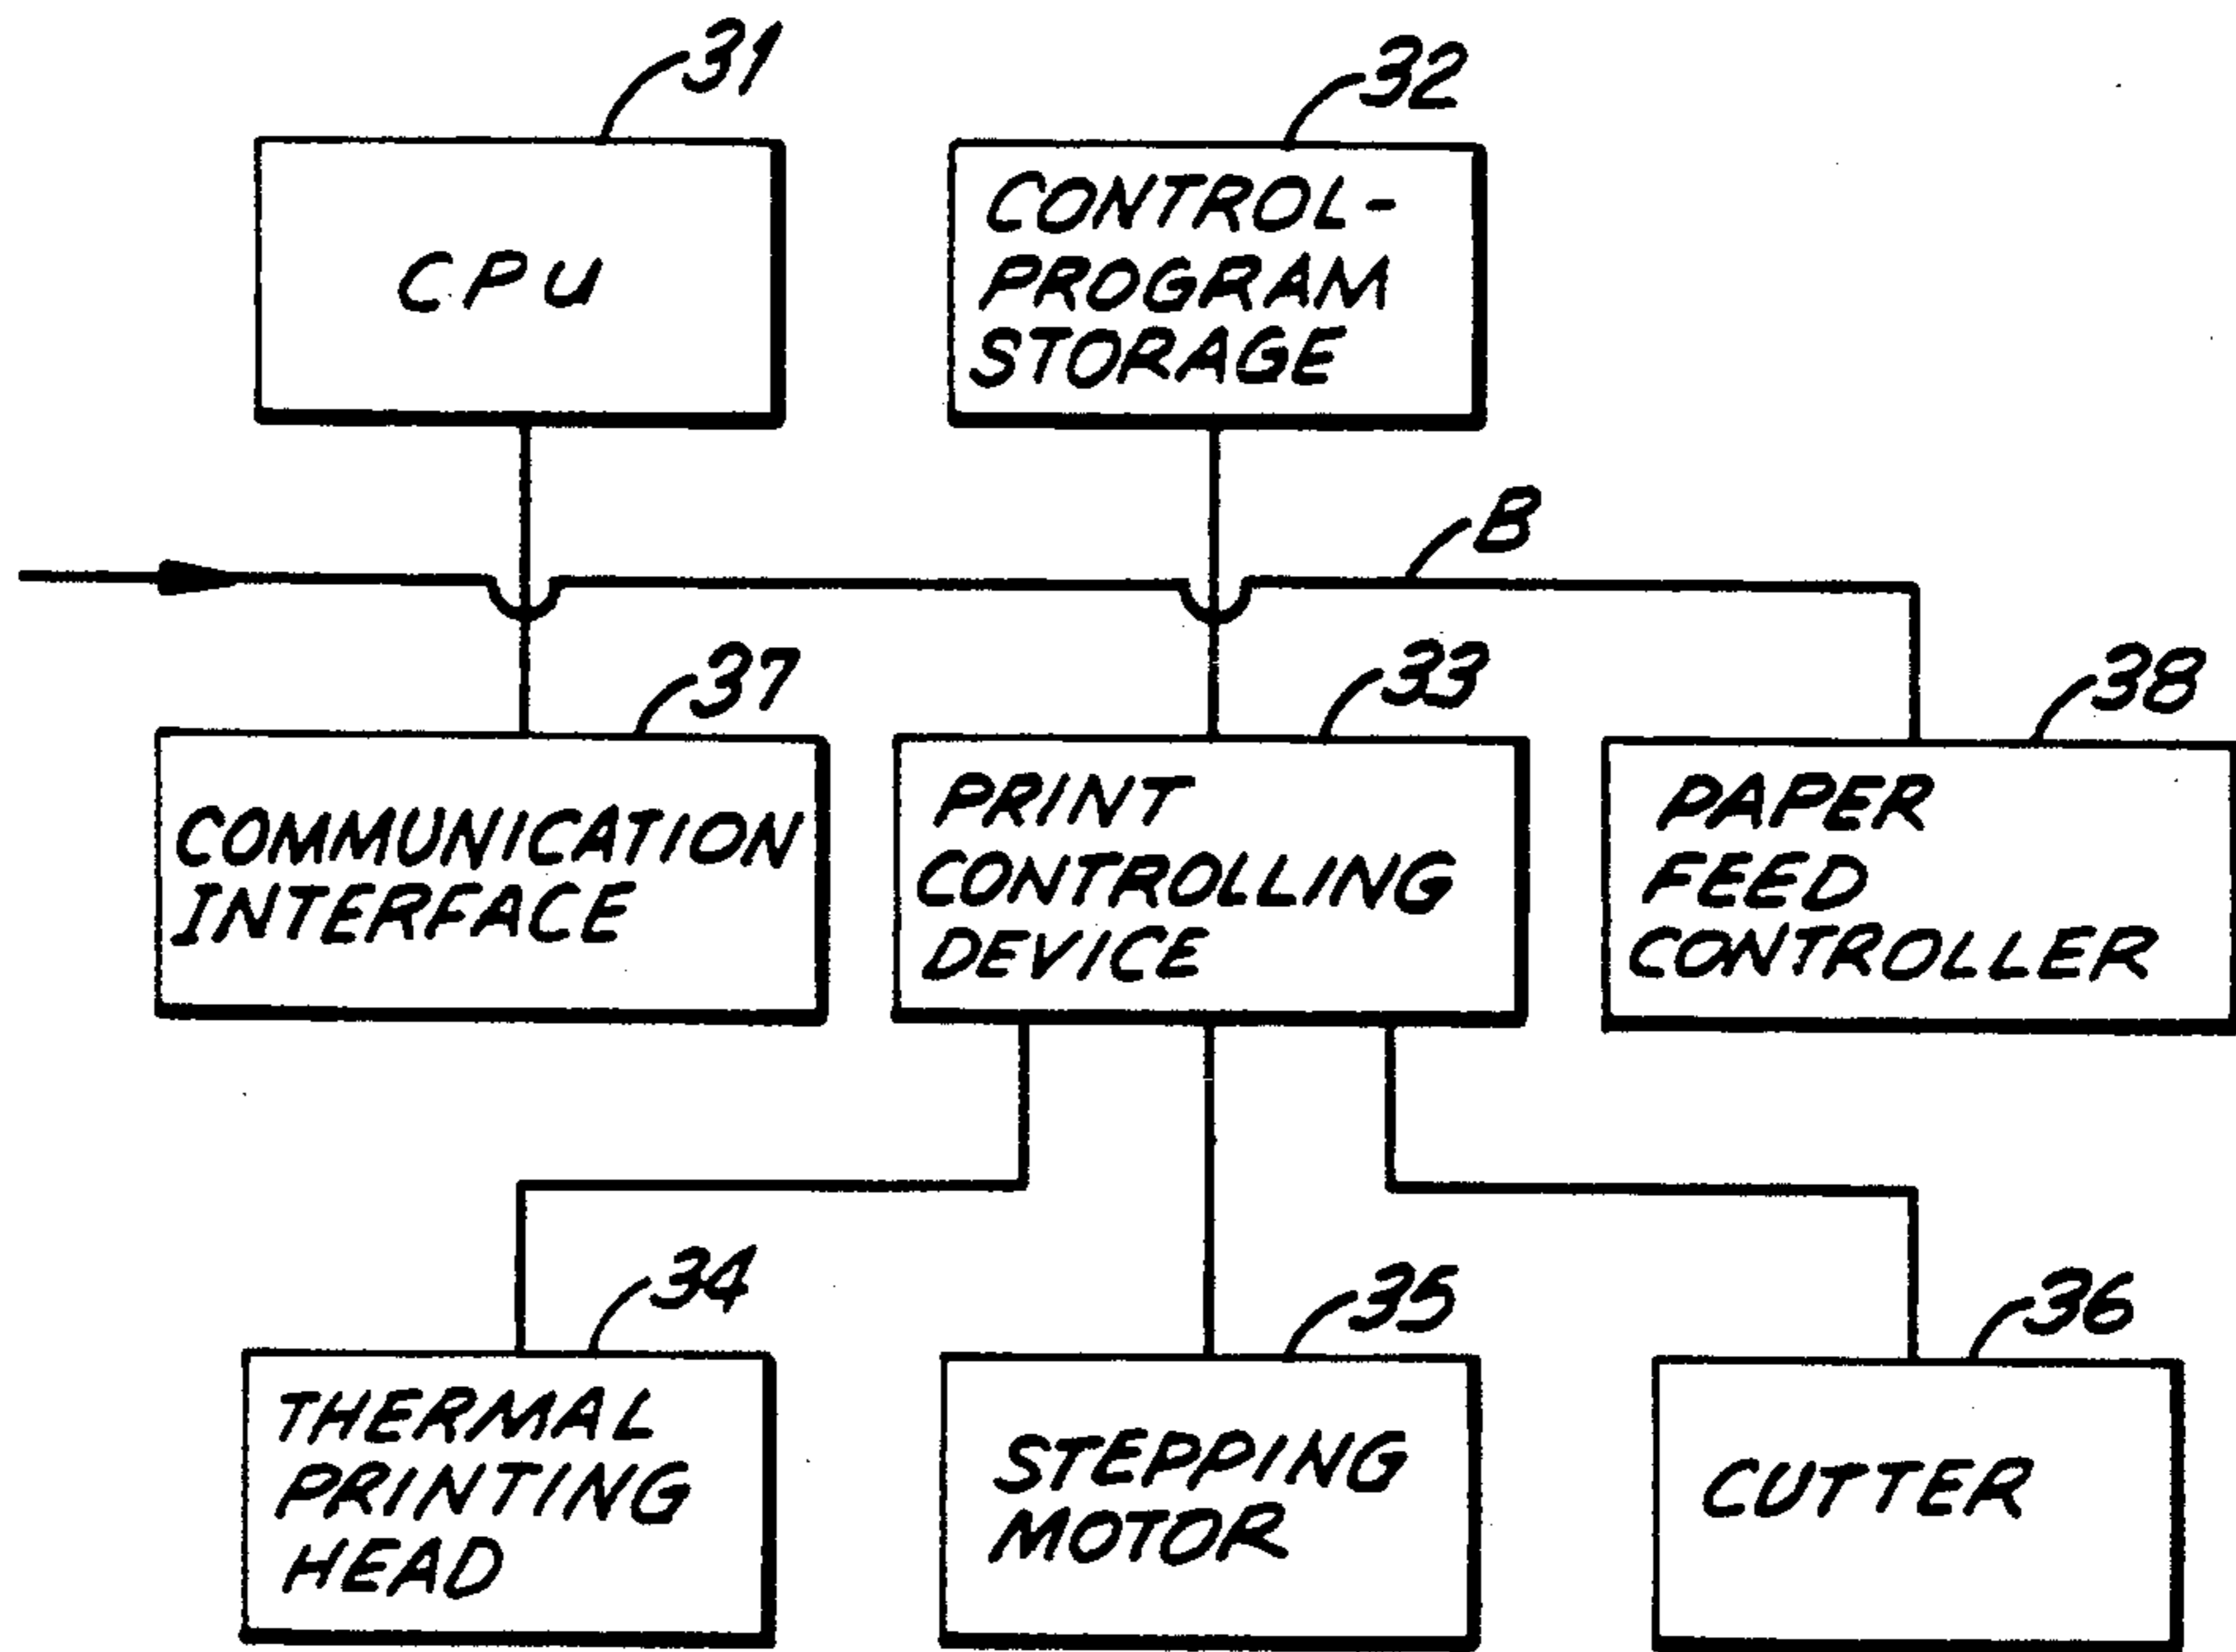 31
CPU
32
CONTROL-
PROGRAM
STORAGE
B
37
COMMUNICATION
INTERFACE
33
PRINT
CONTROLLING
DEVICE
38
PAPER
FEED
CONTROLLER
34
THERMAL
PRINTING
HEAD
35
STEPPING
MOTOR
36
CUTTER